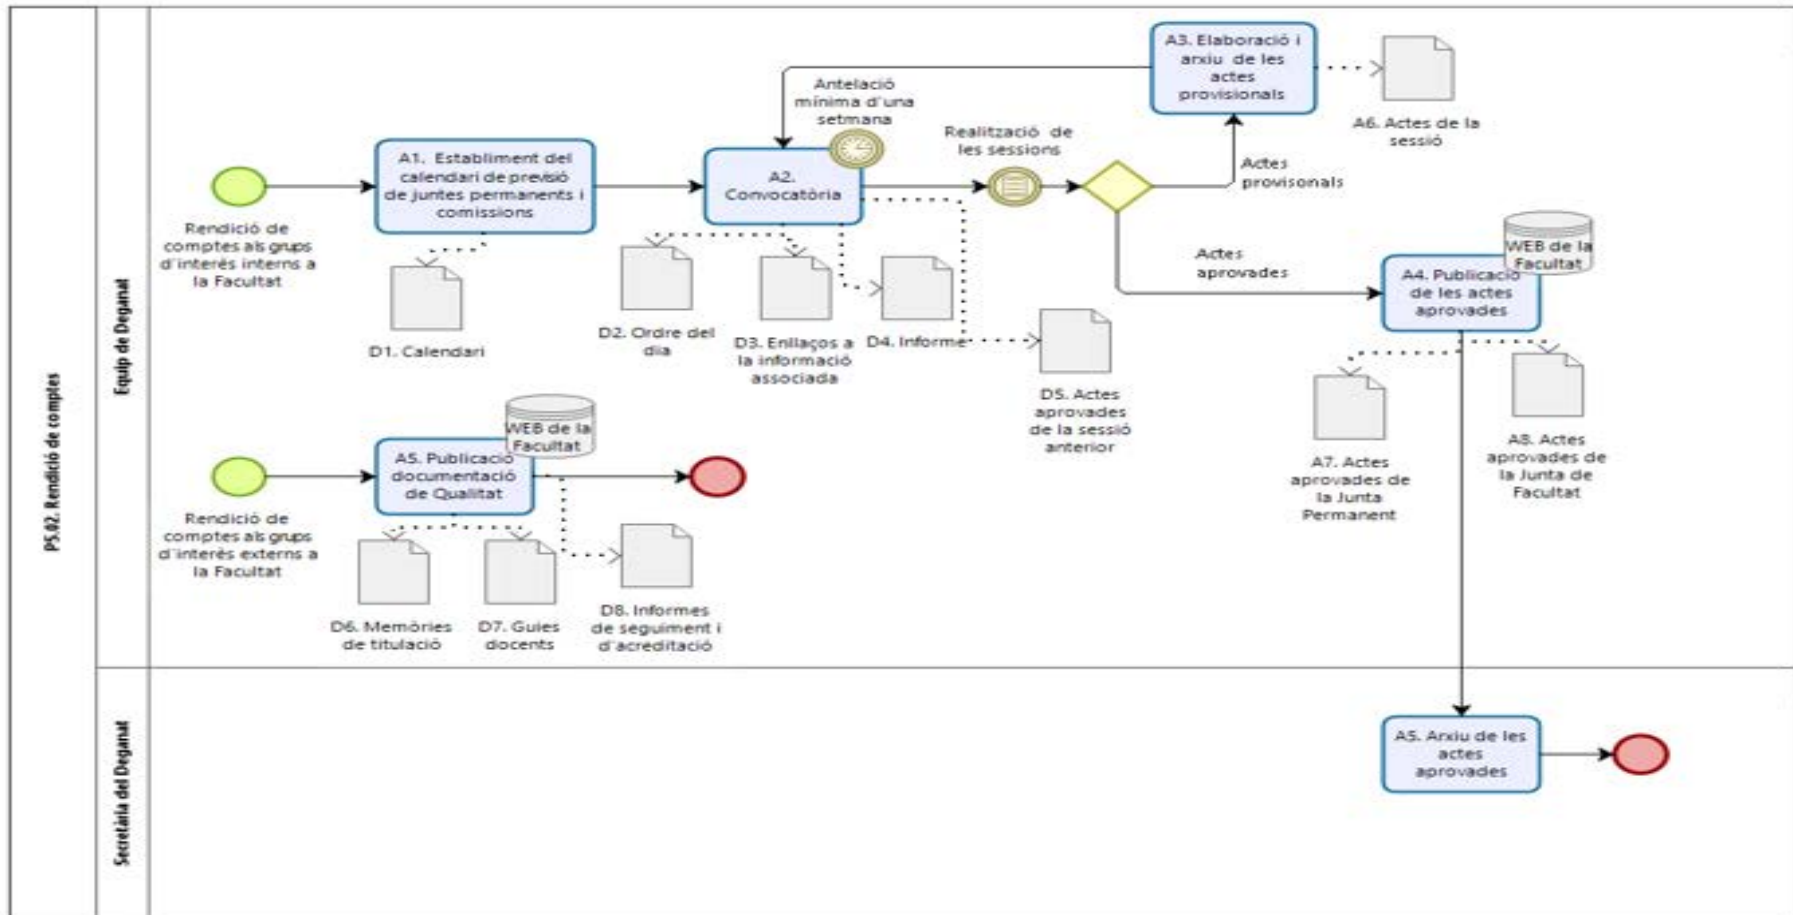 P5.02. Rendició de comptes
Equip de Deganat
Secretària del Deganat
Rendició de
comptes als grups
d'interés interns a
la Facultat
A1. Establiment del
calendari de previsió
de juntes permanents i
comissions
D1. Calendari
Antelació
mínima d'una
setmana
A2.
Convocatòria
D2. Ordre del
dia
D3. Enllaços a
la informació
associada
D4. Informe
D5. Actes
aprovades
de la sessió
anterior
Realització de
les sessions
A3. Elaboració i
arxiu de les
actes
provisionals
A6. Actes de la
sessió
Actes
provisonals
Actes
aprovades
WEB de la
Facultat
A4. Publicació
de les actes
aprovades
A7. Actes
aprovades de
la Junta
Permanent
A8. Actes
aprovades de
la Junta de
Facultat
Rendició de
comptes als grups
d'interès externs a
la Facultat
WEB de la
Facultat
A5. Publicació
documentació
de Qualitat
D6. Memòries
de titulació
D7. Guies
docents
D8. Informes
de seguiment i
d'acreditació
A5. Arxiu de les
actes
aprovades